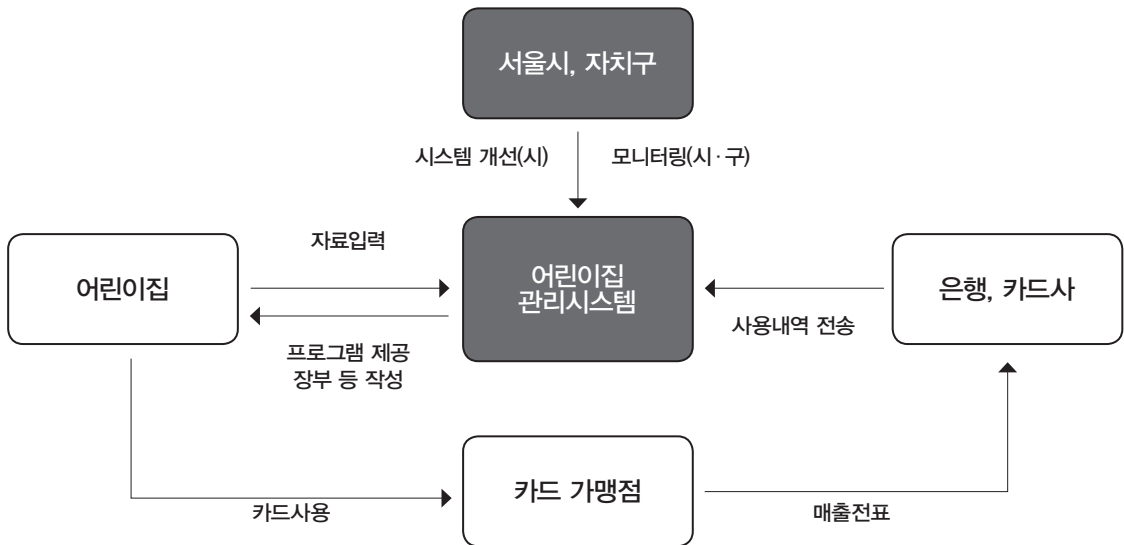 서울시, 자치구
시스템 개선(시)
모니터링(시·구)
자료입력
어린이집
어린이집
관리시스템
은행, 카드사
사용내역 전송
프로그램 제공
장부 등 작성
카드 가맹점
카드사용
매출전표